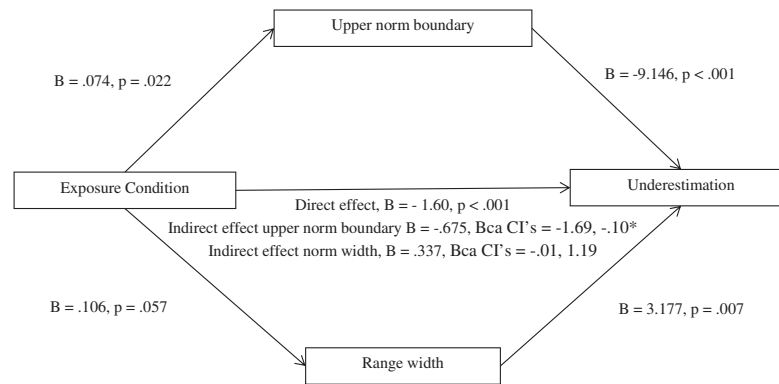 Upper norm boundary
B = .074, p = .022
B = -9.146, p < .001
Exposure Condition
Underestimation
Direct effect, B = - 1.60, p < .001
Indirect effect upper norm boundary B = -.675, Bca CI's = -1.69, -.10*
Indirect effect norm width, B = .337, Bca CI's = -.01, 1.19
B = .106, p = .057
B = 3.177, p = .007
Range width